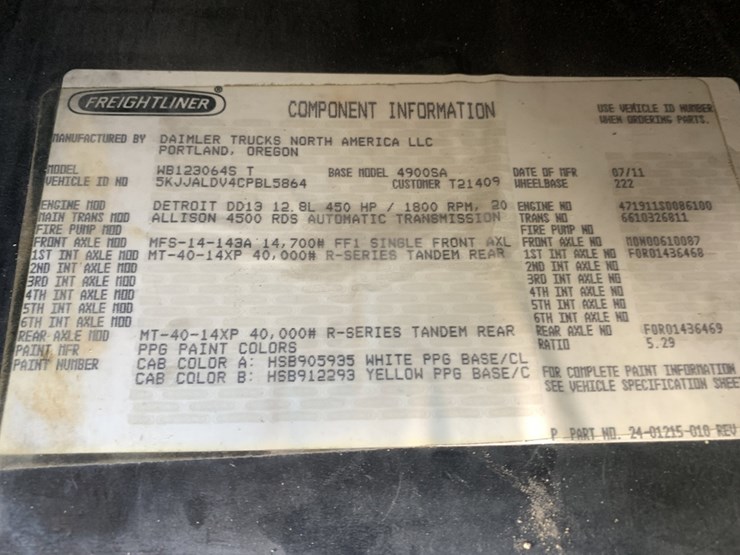 FREIGHTLINER ® COMPONENT INFORMATION USE VEHICLE ID NUMBER
WHEN ORDERING PARTS.
MANUFACTURED BY DAIMLER TRUCKS NORTH AMERICA LLC
PORTLAND, OREGON
MODEL WB123064S T BASE MODEL 4900SA DATE OF MFR 07/11
VEHICLE ID NO 5KJJALDV4CPBL5864 CUSTOMER T21409 WHEELBASE 222
ENGINE MOD DETROIT DD13 12.8L 450 HP / 1800 RPM, 20 ENGINE NO 471911S0086100
MAIN TRANS MOD ALLISON 4500 RDS AUTOMATIC TRANSMISSION TRANS NO 6610326811
FIRE PUMP MOD FIRE PUMP NO
FRONT AXLE MOD MFS-14-143A 14,700# FF1 SINGLE FRONT AXL FRONT AXLE NO MDN00610087
1ST INT AXLE MOD MT-40-14XP 40,000# R-SERIES TANDEM REAR 1ST INT AXLE NO FOR01436468
2ND INT AXLE MOD 2ND INT AXLE NO
3RD INT AXLE MOD 3RD INT AXLE NO
4TH INT AXLE MOD 4TH INT AXLE NO
5TH INT AXLE MOD 5TH INT AXLE NO
6TH INT AXLE MOD 6TH INT AXLE NO
REAR AXLE MOD MT-40-14XP 40,000# R-SERIES TANDEM REAR REAR AXLE NO FOR01436469
PAINT MFR PPG PAINT COLORS RATIO 5.29
PAINT NUMBER CAB COLOR A: HSB905935 WHITE PPG BASE/CL
CAB COLOR B: HSB912293 YELLOW PPG BASE/C FOR COMPLETE PAINT INFORMATION
SEE VEHICLE SPECIFICATION SHEE
P PART NO. 24-01215-010 REV